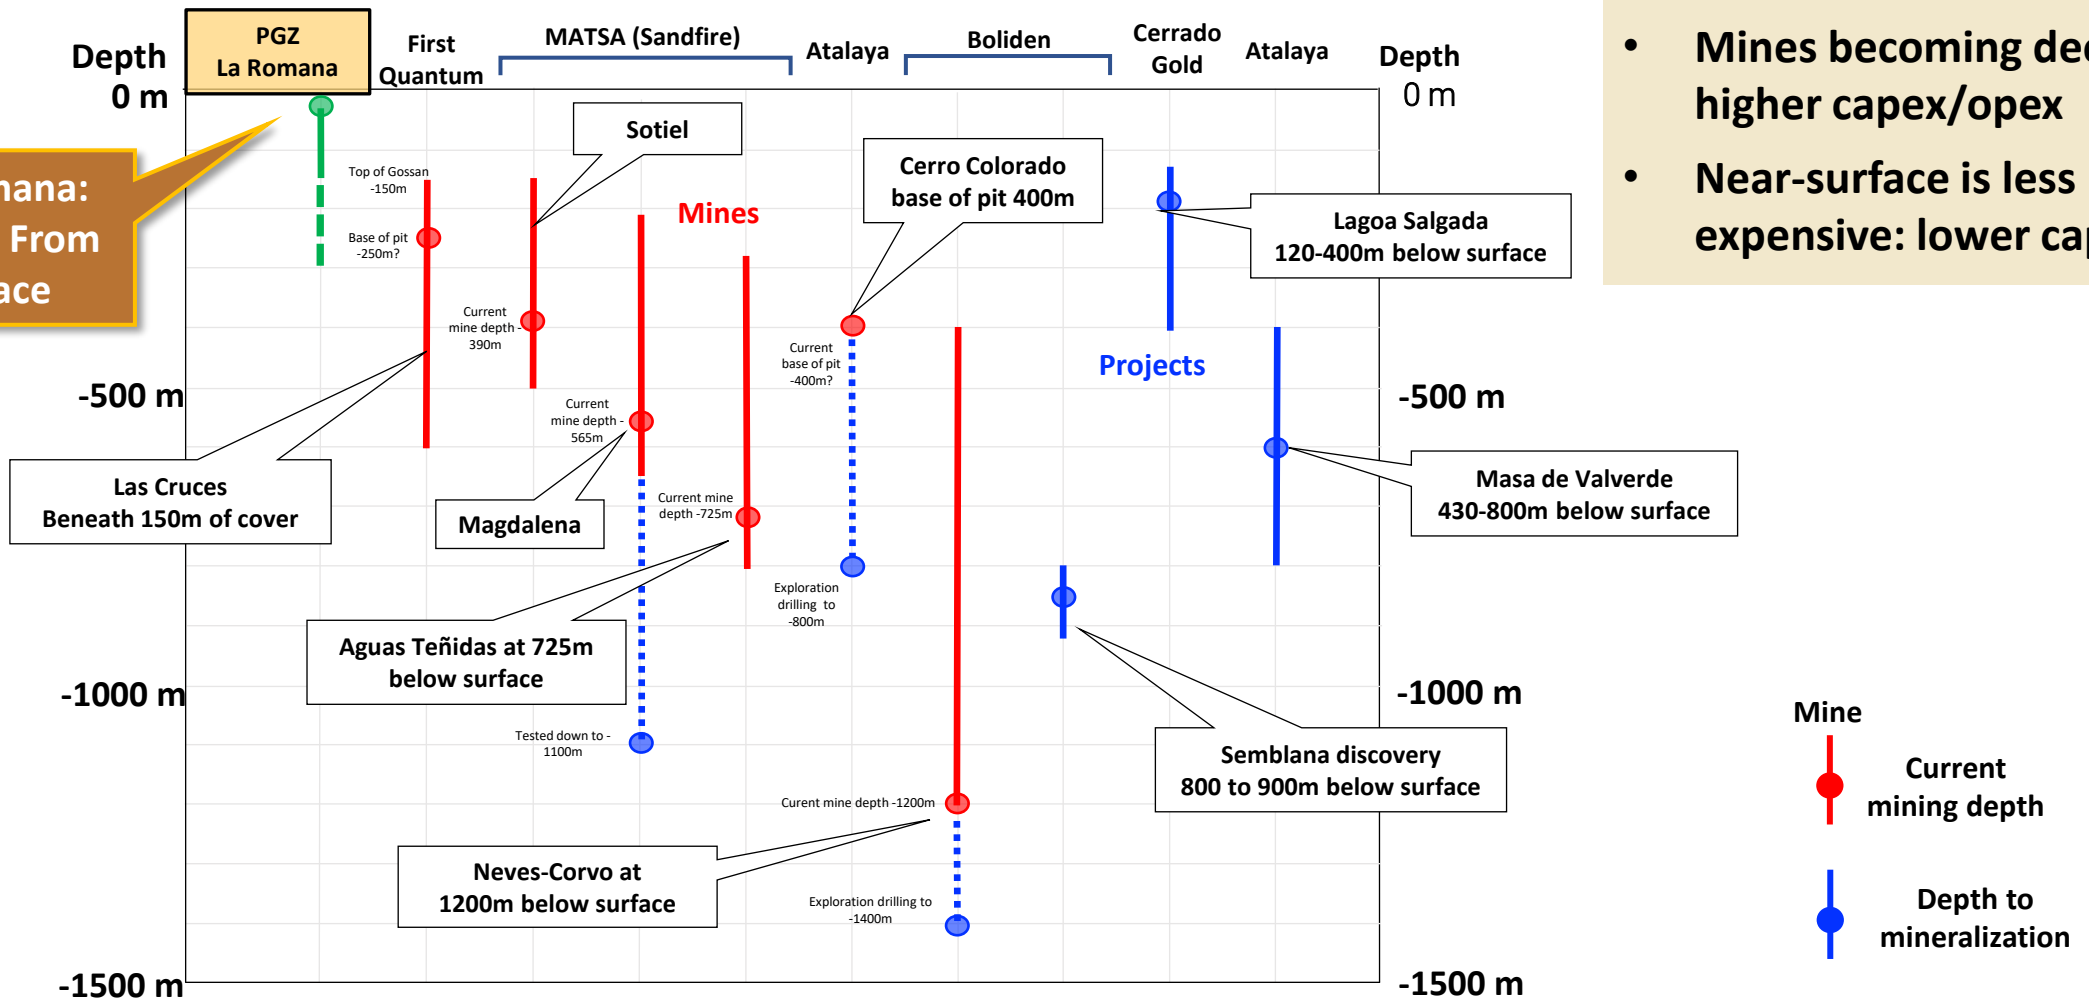 PGZ
La Romana
First
Quantum
MATSA (Sandfire)
Atalaya
Boliden
Cerrado
Gold
Atalaya
Depth
0 m
Depth
0 m
• Mines becoming
higher capex/opex
• Near-surface is less
expensive: lower
From
Top of Gossan
-150m
Base of pit
-250m?
Sotiel
Mines
Cerro Colorado
base of pit 400m
Lagoa Salgada
120-400m below surface
Current
mine depth -
390m
Current
base of pit
-400m?
Projects
-500 m
-500 m
Current
mine depth -
565m
Las Cruces
Beneath 150m of cover
Magdalena
Current mine
depth -725m
Masa de Valverde
430-800m below surface
Exploration
drilling to
-800m
Aguas Teñidas at 725m
below surface
-1000 m
-1000 m
Tested down to -
1100m
Semblana discovery
800 to 900m below surface
Curent mine depth -1200m
Neves-Corvo at
1200m below surface
Exploration drilling to
-1400m
-1500 m
-1500 m
Mine
Current
mining depth
Depth to
mineralization